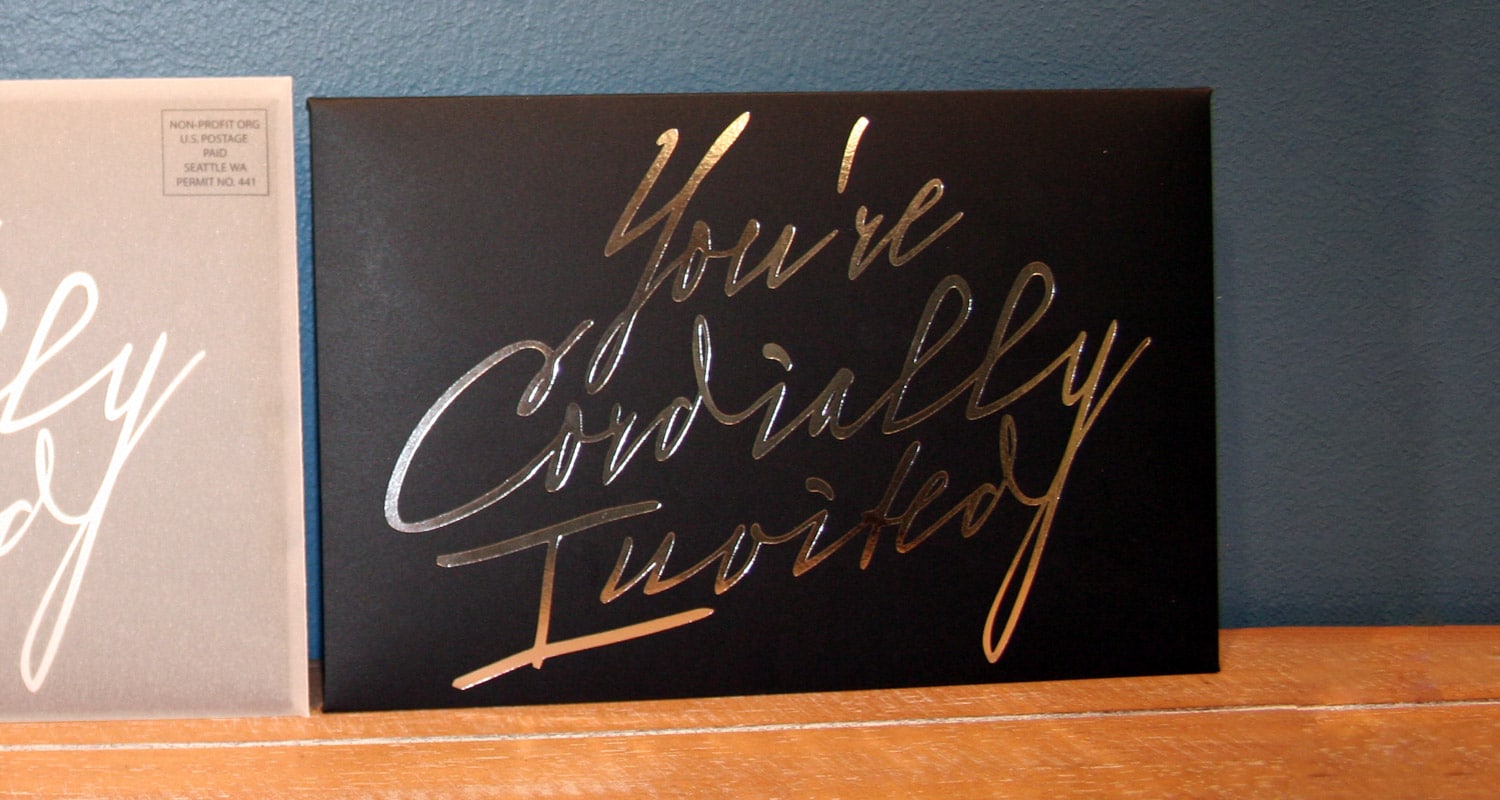 NON-PROFIT ORG
U.S. POSTAGE
PAID
SEATTLE WA
PERMIT NO. 441
You're
Cordially
Invited